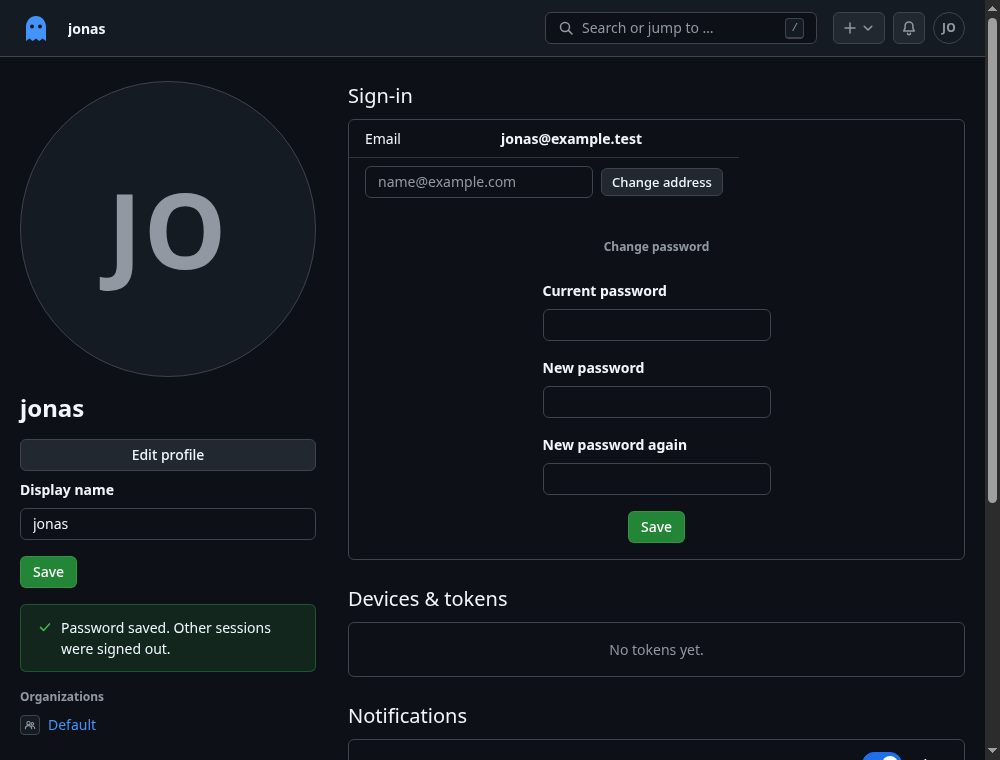 jonas
Search or jump to ...
/
JO
JO
jonas
Edit profile
Display name
jonas
Save
Password saved. Other sessions
were signed out.
Organizations
Default
Sign-in
Email jonas@example.test
name@example.com Change address
Change password
Current password
New password
New password again
Save
Devices & tokens
No tokens yet.
Notifications